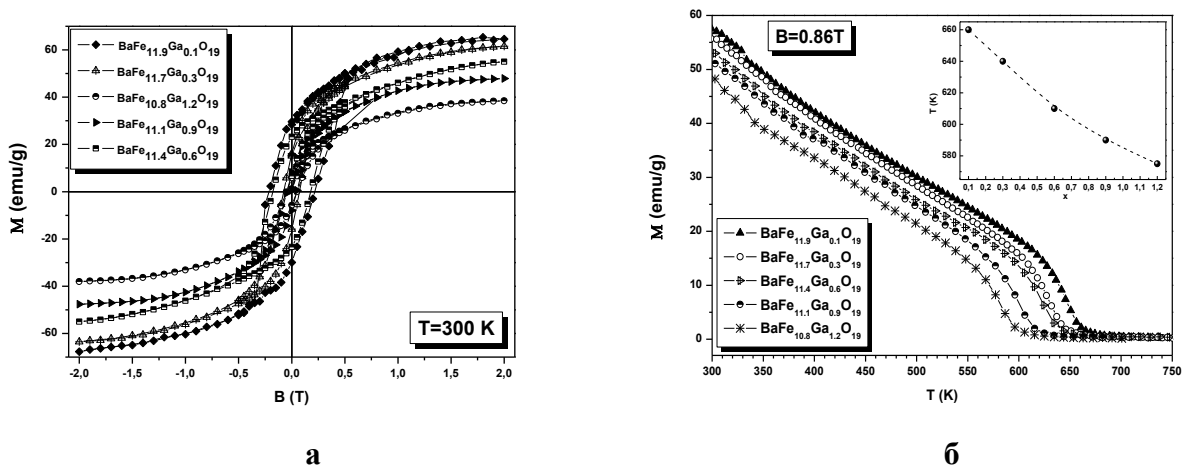 M (emu/g)
60
40
20
0
-20
-40
-60
BaFe11.9Ga0.1O19
BaFe11.7Ga0.3O19
BaFe10.8Ga1.2O19
BaFe11.1Ga0.9O19
BaFe11.4Ga0.6O19
T=300 K
-2,0 -1,5 -1,0 -0,5 0,0 0,5 1,0 1,5 2,0
B (T)
а
M (emu/g)
60
50
40
30
20
10
0
B=0.86T
T (K)
640
620
600
580
0,1 0,2 0,3 0,4 0,5 0,6 0,7 0,8 0,9 1,0 1,1 1,2
x
BaFe11.9Ga0.1O19
BaFe11.7Ga0.3O19
BaFe11.4Ga0.6O19
BaFe11.1Ga0.9O19
BaFe10.8Ga1.2O19
300 350 400 450 500 550 600 650 700 750
T (K)
б